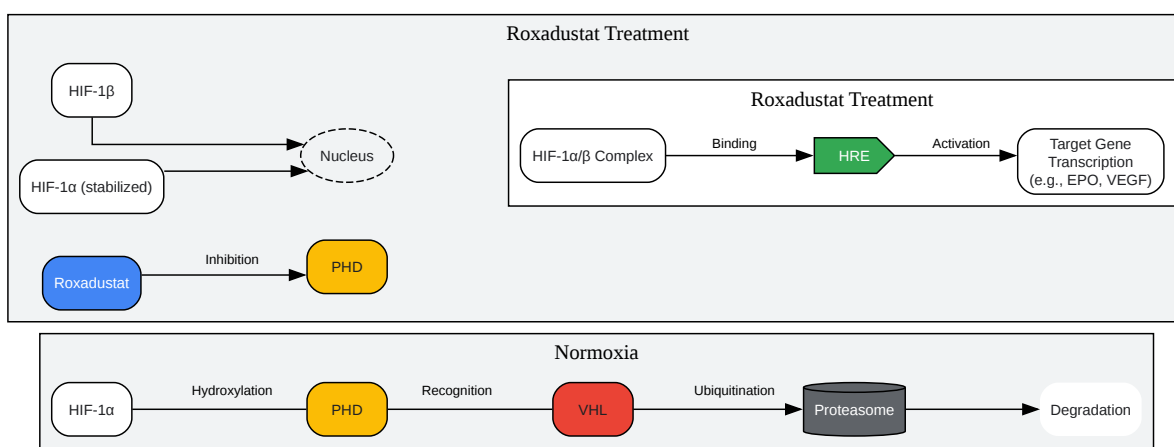 Roxadustat Treatment
HIF-1β
Nucleus
HIF-1α (stabilized)
Roxadustat
Inhibition
PHD
Roxadustat Treatment
HIF-1α/β Complex
Binding
HRE
Activation
Target Gene
Transcription
(e.g., EPO, VEGF)
Normoxia
HIF-1α
Hydroxylation
PHD
Recognition
VHL
Ubiquitination
Proteasome
Degradation